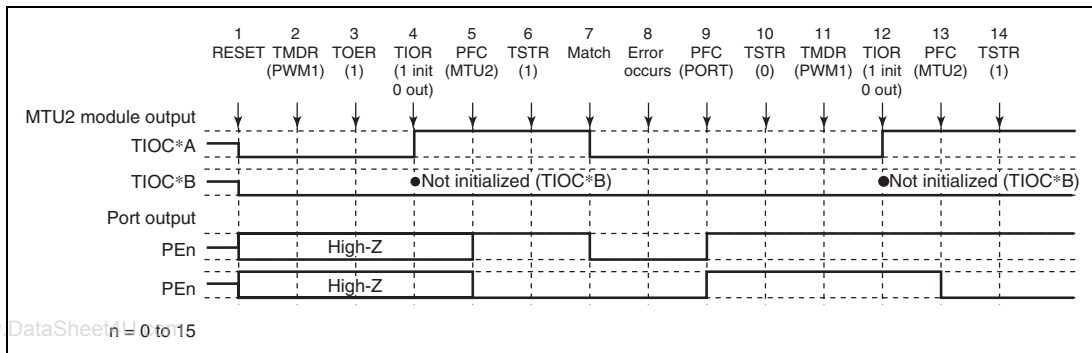 1 2 3 4 5 6 7 8 9 10 11 12 13 14
RESET TMDR TOER TIOR PFC TSTR Match Error PFC TSTR TMDR TIOR PFC TSTR
(PWM1) (1) (1 init (MTU2) (1) occurs (PORT) (0) (PWM1) (1 init (MTU2) (1)
0 out) 0 out)
MTU2 module output
TIOC*A
TIOC*B ●Not initialized (TIOC*B) ●Not initialized (TIOC*B)
Port output
PEn High-Z
PEn High-Z
n = 0 to 15